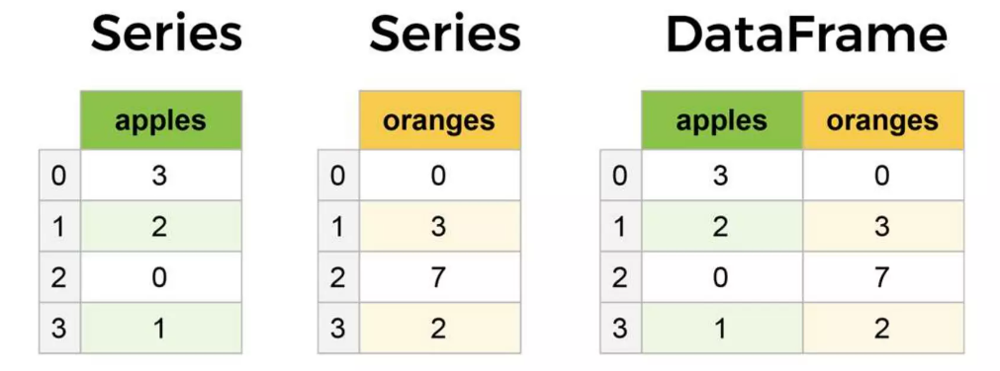 Series Series DataFrame
apples oranges apples oranges
0 3 0 0 0 3 0
1 2 1 3 1 2 3
2 0 2 7 2 0 7
3 1 3 2 3 1 2